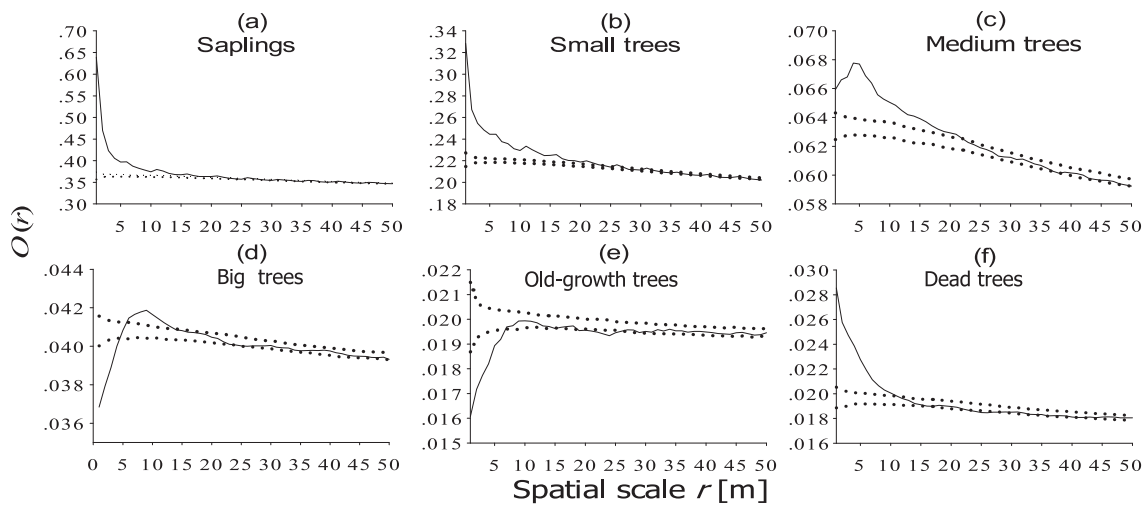 (a)
Saplings
.70
.65
.60
.55
.50
.45
.40
.35
.30
5 10 15 20 25 30 35 40 45 50
(b)
Small trees
.34
.32
.30
.28
.26
.24
.22
.20
.18
5 10 15 20 25 30 35 40 45 50
(c)
Medium trees
.070
.068
.066
.064
.062
.060
.058
5 10 15 20 25 30 35 40 45 50
O(r)
(d)
Big trees
.044
.042
.040
.038
.036
0 5 10 15 20 25 30 35 40 45 50
(e)
Old-growth trees
.022
.021
.020
.019
.018
.017
.016
.015
5 10 15 20 25 30 35 40 45 50
(f)
Dead trees
.030
.028
.026
.024
.022
.020
.018
.016
5 10 15 20 25 30 35 40 45 50
Spatial scale r [m]